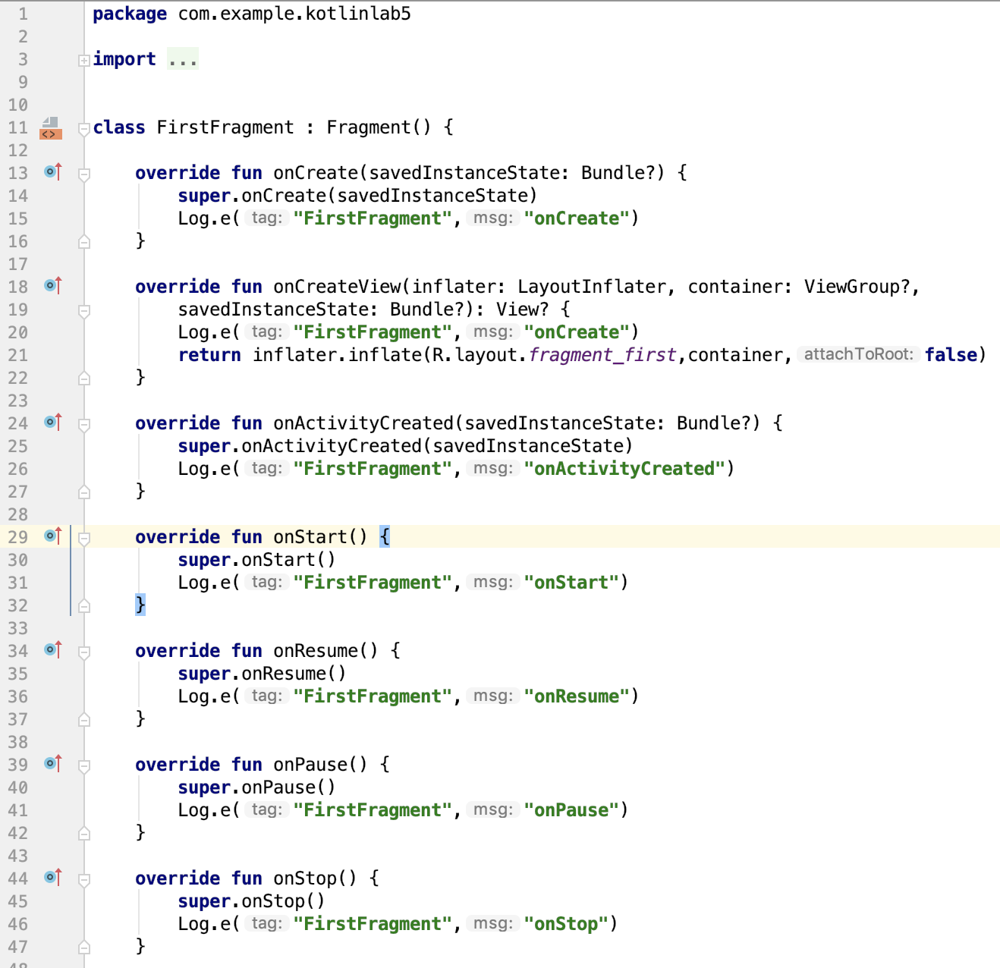 1 package com.example.kotlinlab5
2
3 import ...
9
10
11 class FirstFragment : Fragment() {
12
13 override fun onCreate(savedInstanceState: Bundle?) {
14 super.onCreate(savedInstanceState)
15 Log.e( tag: "FirstFragment", msg: "onCreate")
16 }
17
18 override fun onCreateView(inflater: LayoutInflater, container: ViewGroup?,
19 savedInstanceState: Bundle?): View? {
20 Log.e( tag: "FirstFragment", msg: "onCreate")
21 return inflater.inflate(R.layout.fragment_first,container, attachToRoot: false)
22 }
23
24 override fun onActivityCreated(savedInstanceState: Bundle?) {
25 super.onActivityCreated(savedInstanceState)
26 Log.e( tag: "FirstFragment", msg: "onActivityCreated")
27 }
28
29 override fun onStart() {
30 super.onStart()
31 Log.e( tag: "FirstFragment", msg: "onStart")
32 }
33
34 override fun onResume() {
35 super.onResume()
36 Log.e( tag: "FirstFragment", msg: "onResume")
37 }
38
39 override fun onPause() {
40 super.onPause()
41 Log.e( tag: "FirstFragment", msg: "onPause")
42 }
43
44 override fun onStop() {
45 super.onStop()
46 Log.e( tag: "FirstFragment", msg: "onStop")
47 }